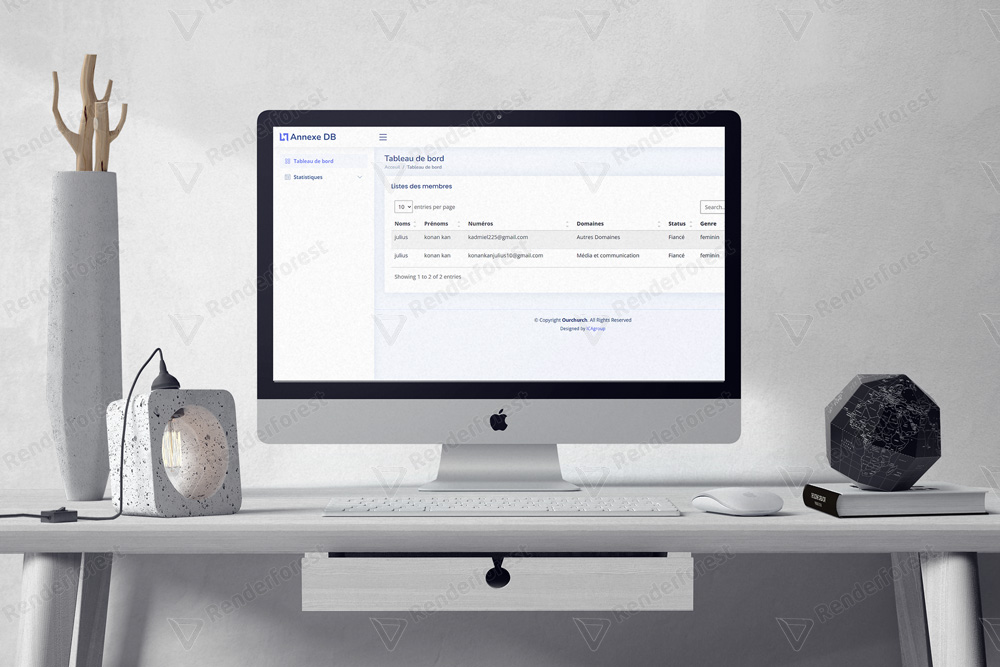 Annexe DB
Tableau de bord
Statistiques
Tableau de bord
Accueil / Tableau de bord
Listes des membres
10 entries per page
Search..
Noms Prénoms Numéros Domaines Status Genre
julius konan kan kadmiel225@gmail.com Autres Domaines Fiancé feminin
julius konan kan konankanjulius10@gmail.com Média et communication Fiancé feminin
Showing 1 to 2 of 2 entries
© Copyright Ourchurch. All Rights Reserved
Designed by ICAgroup
Renderforest